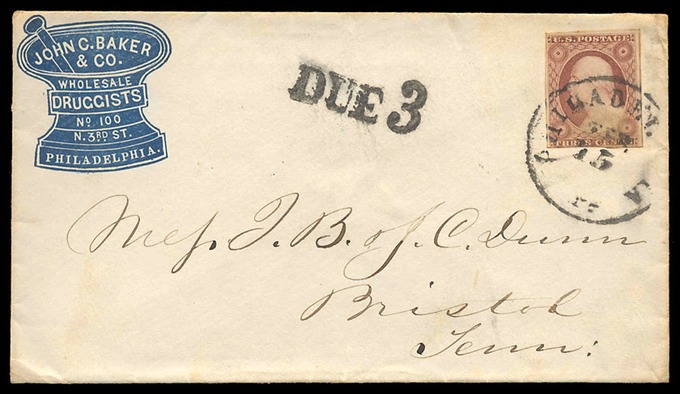 JOHN C. BAKER
& CO.
WHOLESALE
DRUGGISTS
No. 100
N. 3RD ST.
PHILADELPHIA.
DUE 3
U.S. POSTAGE
THREE CENTS
PHILADA
15
Mess J. B. & J. C. Dunn
Bristol
Tenn: